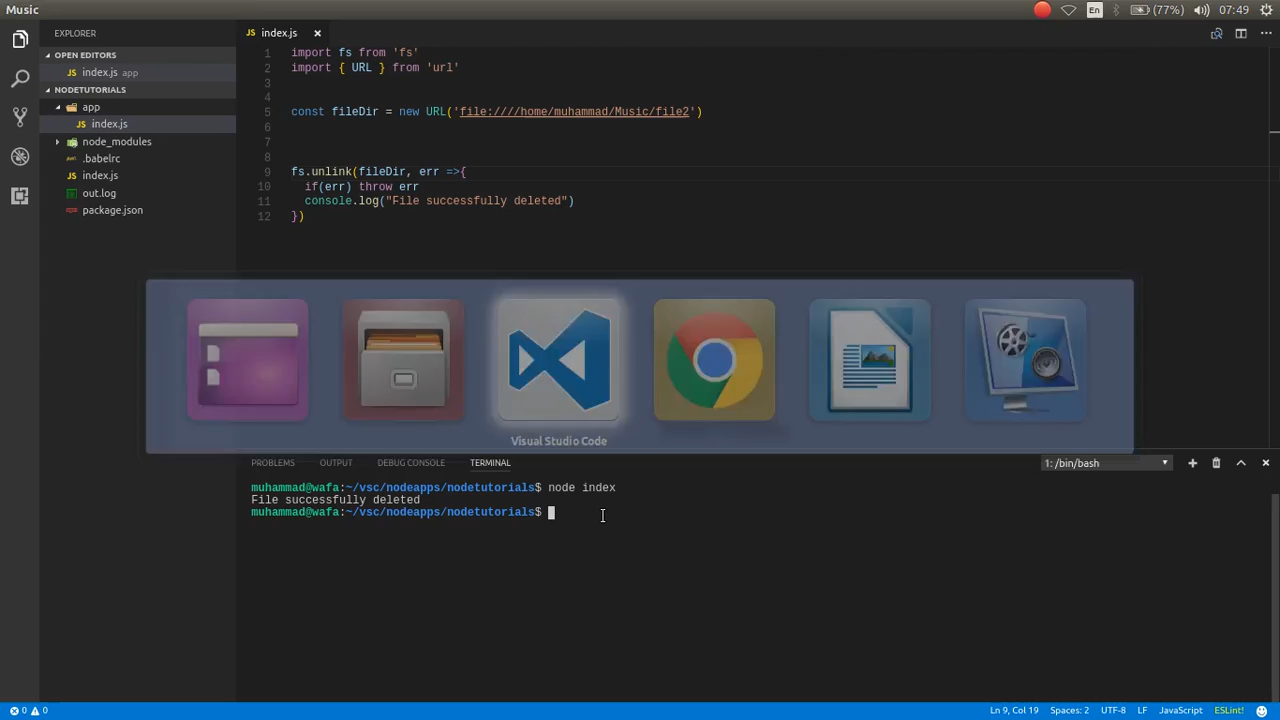 Music
En
(77%)
07:49
EXPLORER
OPEN EDITORS
JS index.js app
NODETUTORIALS
app
JS index.js
node_modules
.babelrc
JS index.js
out.log
package.json
JS index.js
1 import fs from 'fs'
2 import { URL } from 'url'
3
4
5 const fileDir = new URL('file:////home/muhammad/Music/file2')
6
7
8
9 fs.unlink(fileDir, err =>{
10 if(err) throw err
11 console.log("File successfully deleted")
12 })
Visual Studio Code
PROBLEMS OUTPUT DEBUG CONSOLE TERMINAL
1: /bin/bash
muhammad@wafa:~/vsc/nodeapps/nodetutorials$ node index
File successfully deleted
muhammad@wafa:~/vsc/nodeapps/nodetutorials$
0 0
Ln 9, Col 19 Spaces: 2 UTF-8 LF JavaScript ESLint!